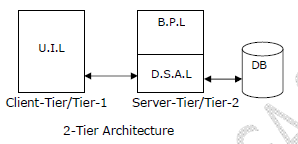 B.P.L
U.I.L
D.S.A.L
DB
Client-Tier/Tier-1
Server-Tier/Tier-2
2-Tier Architecture